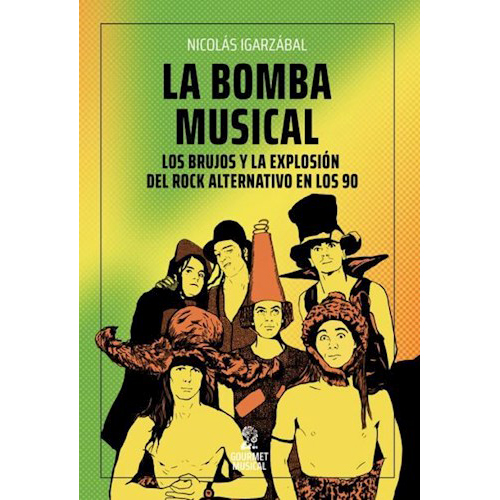 NICOLÁS IGARZÁBAL
LA BOMBA
MUSICAL
LOS BRUJOS Y LA EXPLOSIÓN
DEL ROCK ALTERNATIVO EN LOS 90
GOURMET
MUSICAL